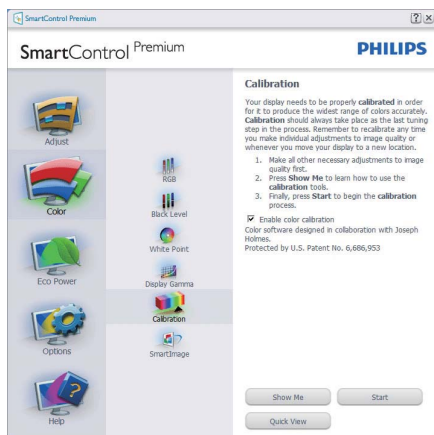 SmartControl Premium
SmartControl Premium
PHILIPS
Adjust
Color
Eco Power
Options
Help
RGB
Black Level
White Point
Display Gamma
Calibration
SmartImage
Calibration
Your display needs to be properly calibrated in order
for it to produce the widest range of colors accurately.
Calibration should always take place as the last tuning
step in the process. Remember to recalibrate any time
you make individual adjustments to image quality or
whenever you move your display to a new location.
1. Make all other necessary adjustments to image
quality first.
2. Press Show Me to learn how to use the
calibration tools.
3. Finally, press Start to begin the calibration
process.
Enable color calibration
Color software designed in collaboration with Joseph
Holmes.
Protected by U.S. Patent No. 6,686,953
Show Me
Start
Quick View